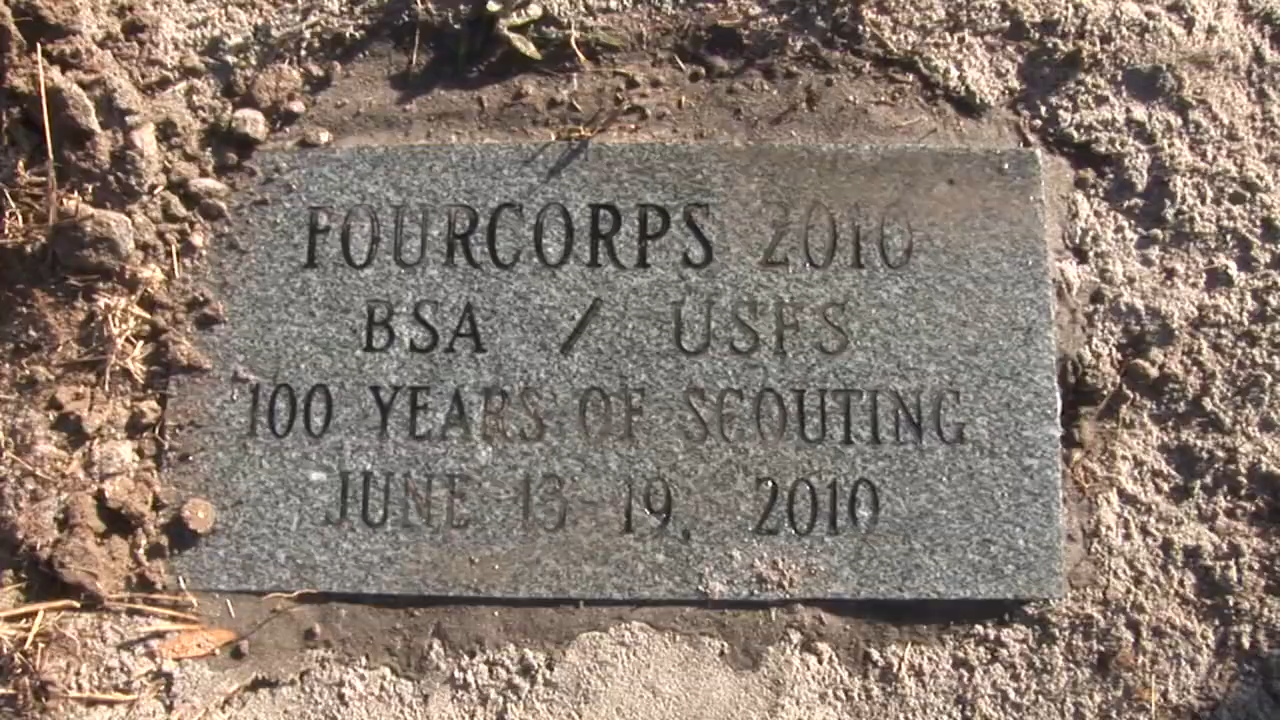 FOURCORPS 2010
BSA / USFS
100 YEARS OF SCOUTING
JUNE 13-19, 2010